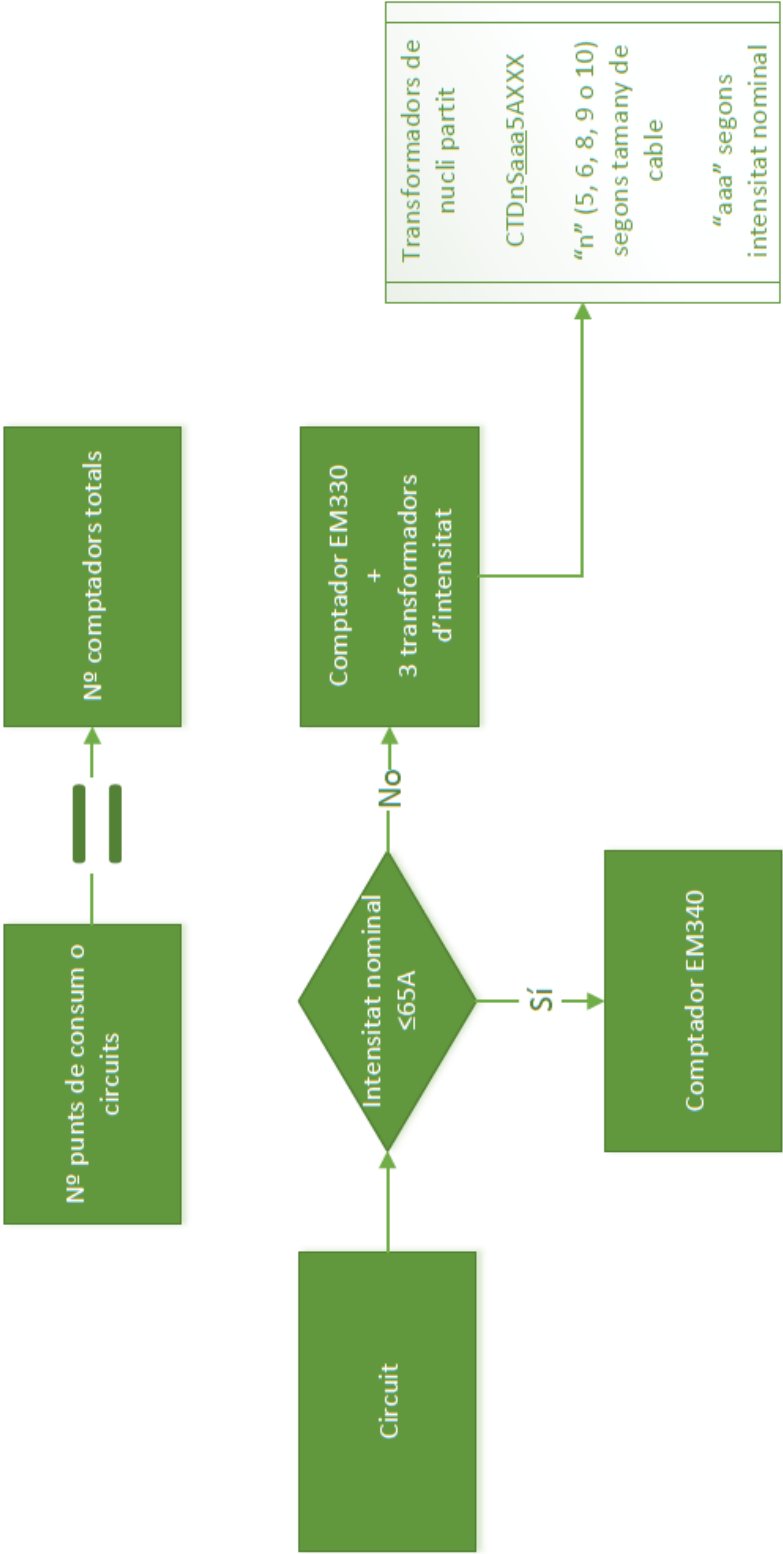 Nº punts de consum o
circuits
Nº comptadors totals
Circuit
Intensitat nominal
≤65A
No
Sí
Comptador EM330
+
3 transformadors
d’intensitat
Comptador EM340
Transformadors de
nucli partit
CTDnSaaa5AXXX
“n” (5, 6, 8, 9 o 10)
segons tamany de
cable
“aaa” segons
intensitat nominal